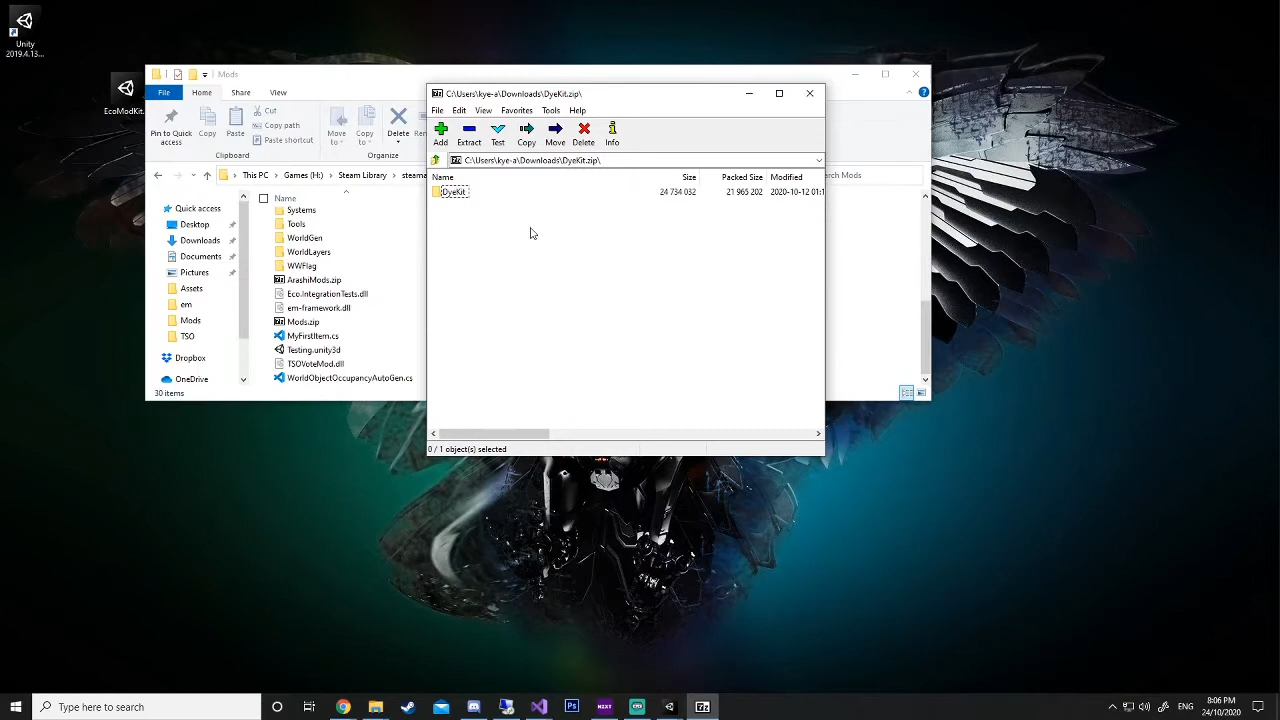 Unity
2019.4.13...
EcoModKit.
Mods
File
Home
Share
View
Pin to Quick
access
Copy
Paste
Cut
Copy path
Paste shortcut
Clipboard
Move
to
Copy
to
Delete
Organize
This PC
Games (H:)
Steam Library
Quick access
Desktop
Downloads
Documents
Pictures
Assets
em
Mods
TSO
Dropbox
OneDrive
Name
Systems
Tools
WorldGen
WorldLayers
WWFlag
ArashiMods.zip
Eco.IntegrationTests.dll
em-framework.dll
Mods.zip
MyFirstItem.cs
Testing.unity3d
TSOVoteMod.dll
WorldObjectOccupancyAutoGen.cs
30 items
C:\Users\kye-a\Downloads\DyeKit.zip\
File
Edit
View
Favorites
Tools
Help
Add
Extract
Test
Copy
Move
Delete
Info
C:\Users\kye-a\Downloads\DyeKit.zip\
Name
Size
Packed Size
Modified
DyeKit
24 734 032
21 965 202
2020-10-12 01:1
0 / 1 object(s) selected
Type here to search
ENG
8:06 PM
24/10/2020